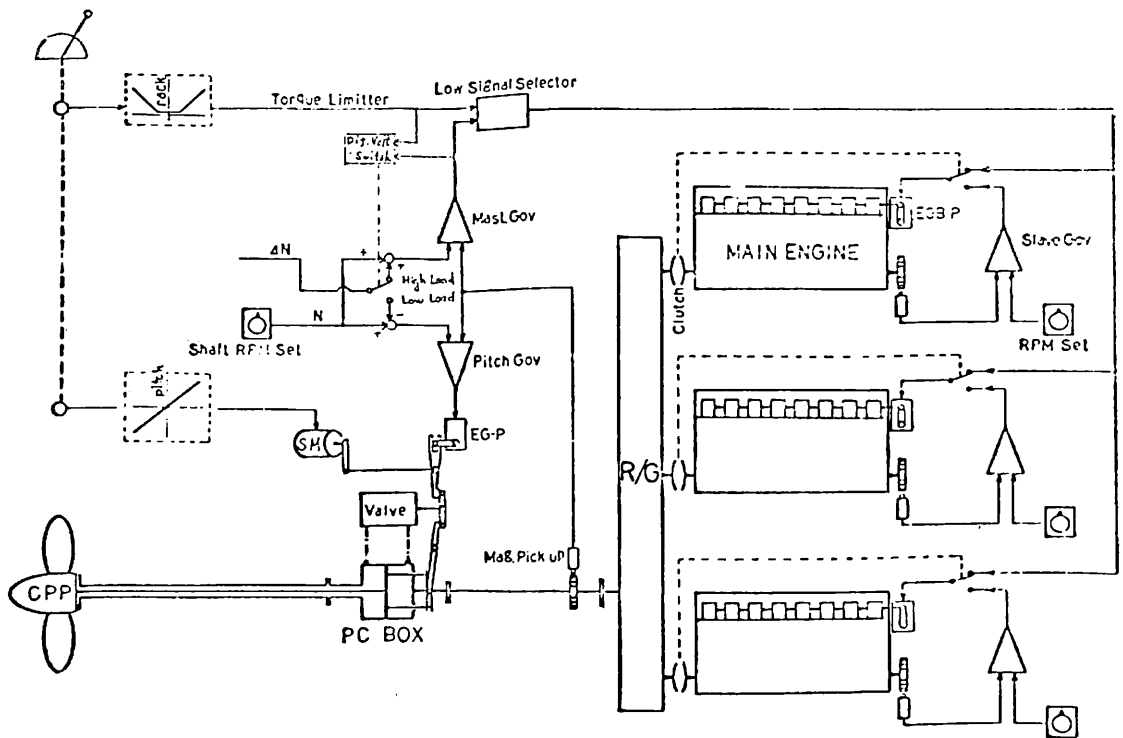 rack
Torque Limitter
Low Signal Selector
Switch
Mast. Gov
ΔN
+
+
High Load
Low Load
N
+
-
Shaft RPM Set
Pitch Gov
pitch
EG-P
SM
Valve
Mag. Pick up
CPP
PC BOX
R/G
Clutch
MAIN ENGINE
EGB P
Slave Gov
RPM Set